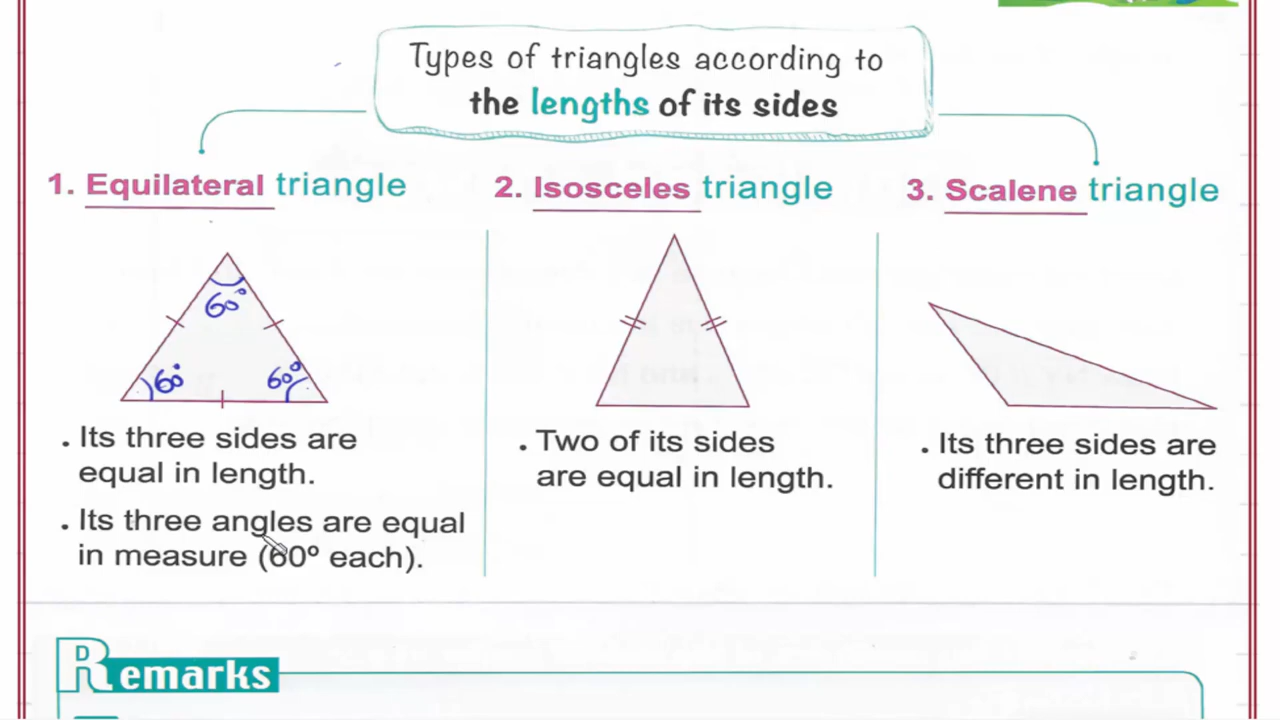 Types of triangles according to
the lengths of its sides
1. Equilateral triangle
60°
60°
60°
. Its three sides are
equal in length.
. Its three angles are equal
in measure (60º each).
2. Isosceles triangle
. Two of its sides
are equal in length.
3. Scalene triangle
. Its three sides are
different in length.
Remarks